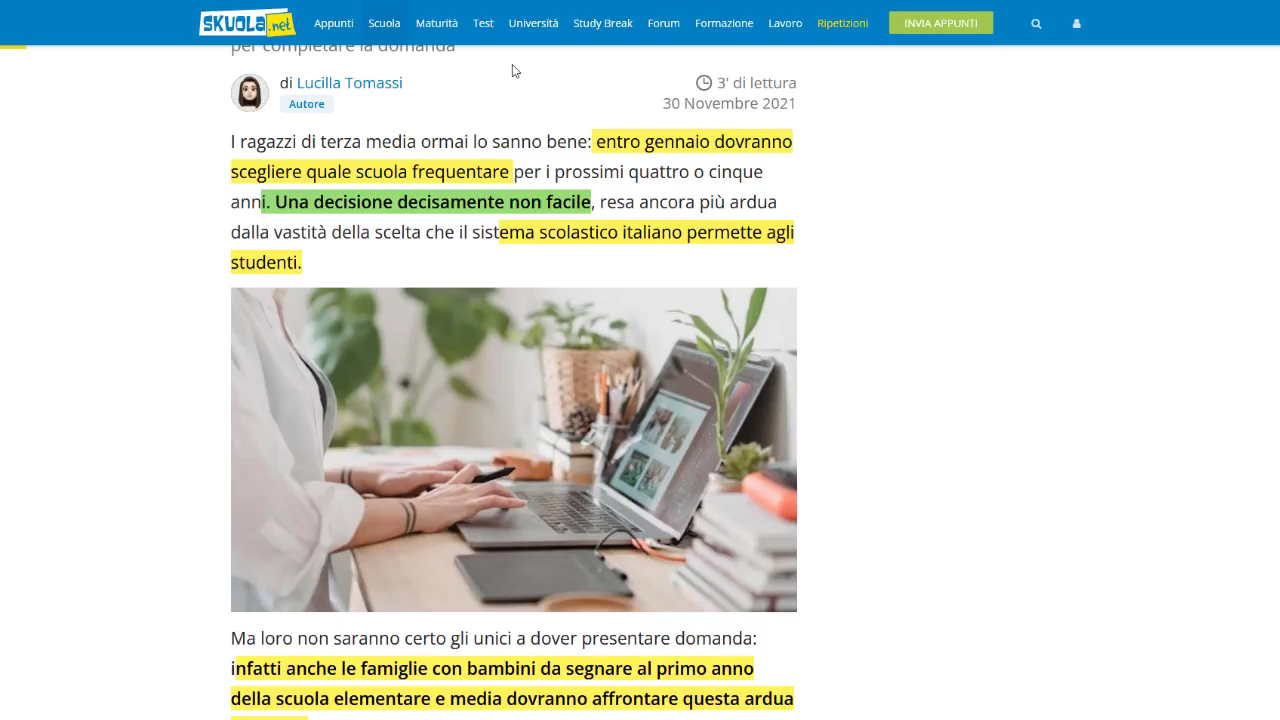 SKUOLA.net Appunti Scuola Maturità Test Università Study Break Forum Formazione Lavoro Ripetizioni INVIA APPUNTI
per completare la domanda
di Lucilla Tomassi
Autore
3' di lettura
30 Novembre 2021
I ragazzi di terza media ormai lo sanno bene: entro gennaio dovranno
scegliere quale scuola frequentare per i prossimi quattro o cinque
anni. Una decisione decisamente non facile, resa ancora più ardua
dalla vastità della scelta che il sistema scolastico italiano permette agli
studenti.
Ma loro non saranno certo gli unici a dover presentare domanda:
infatti anche le famiglie con bambini da segnare al primo anno
della scuola elementare e media dovranno affrontare questa ardua